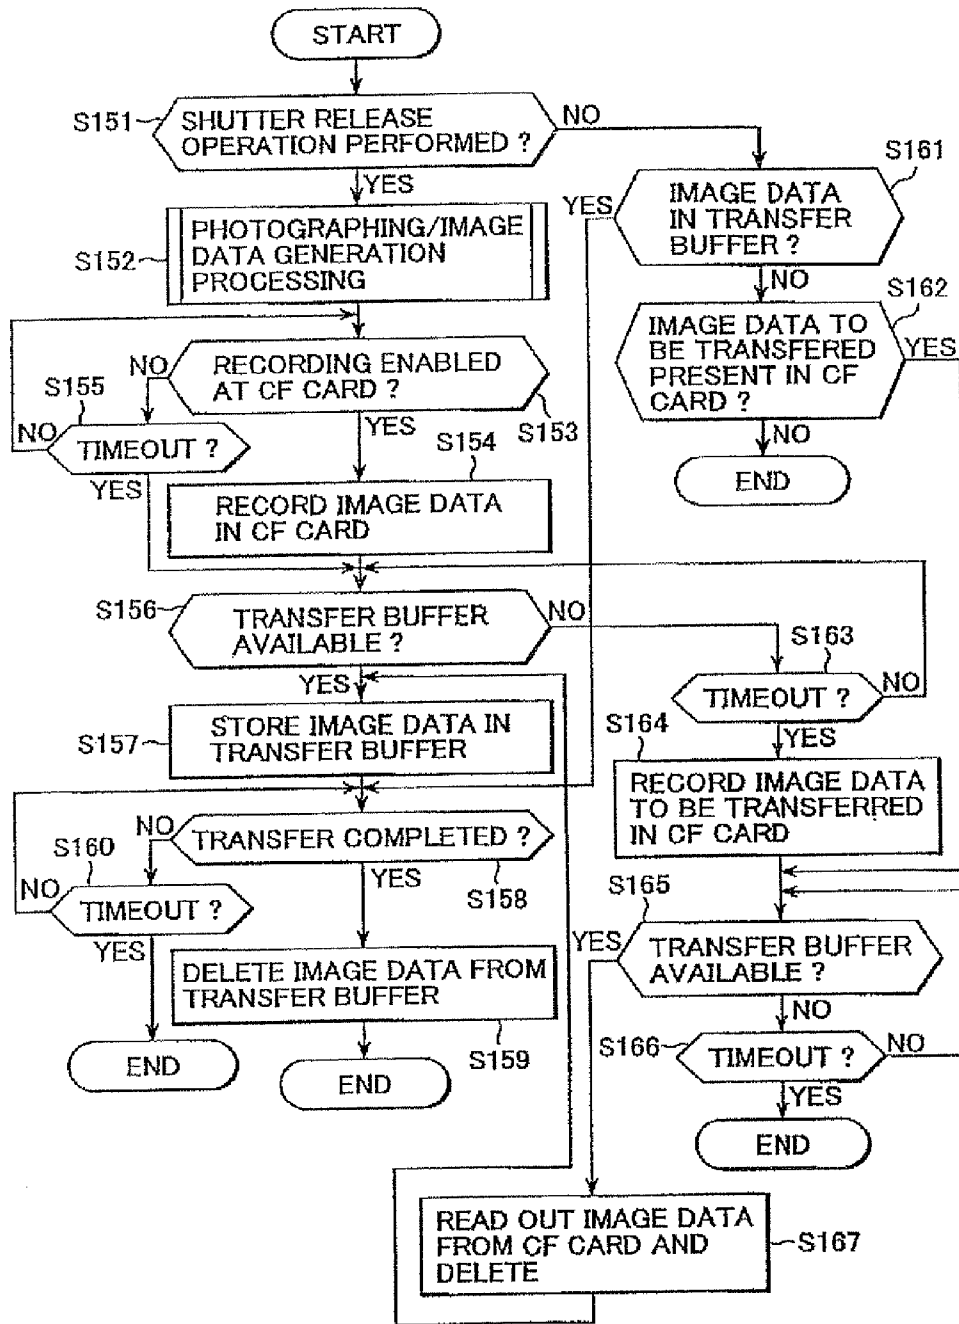 START
S151
SHUTTER RELEASE
OPERATION PERFORMED ?
NO
YES
S152
PHOTOGRAPHING/IMAGE
DATA GENERATION
PROCESSING
S161
YES
IMAGE DATA
IN TRANSFER
BUFFER ?
NO
S162
IMAGE DATA TO
BE TRANSFERED
PRESENT IN CF
CARD ?
YES
NO
END
NO
RECORDING ENABLED
AT CF CARD ?
S153
YES
S155
NO
TIMEOUT ?
YES
S154
RECORD IMAGE DATA
IN CF CARD
S156
TRANSFER BUFFER
AVAILABLE ?
NO
YES
S163
TIMEOUT ?
NO
YES
S157
STORE IMAGE DATA IN
TRANSFER BUFFER
S164
RECORD IMAGE DATA
TO BE TRANSFERRED
IN CF CARD
NO
TRANSFER COMPLETED ?
S158
YES
S160
NO
TIMEOUT ?
YES
END
DELETE IMAGE DATA FROM
TRANSFER BUFFER
S159
END
S165
YES
TRANSFER BUFFER
AVAILABLE ?
NO
S166
TIMEOUT ?
NO
YES
END
READ OUT IMAGE DATA
FROM CF CARD AND
DELETE
S167